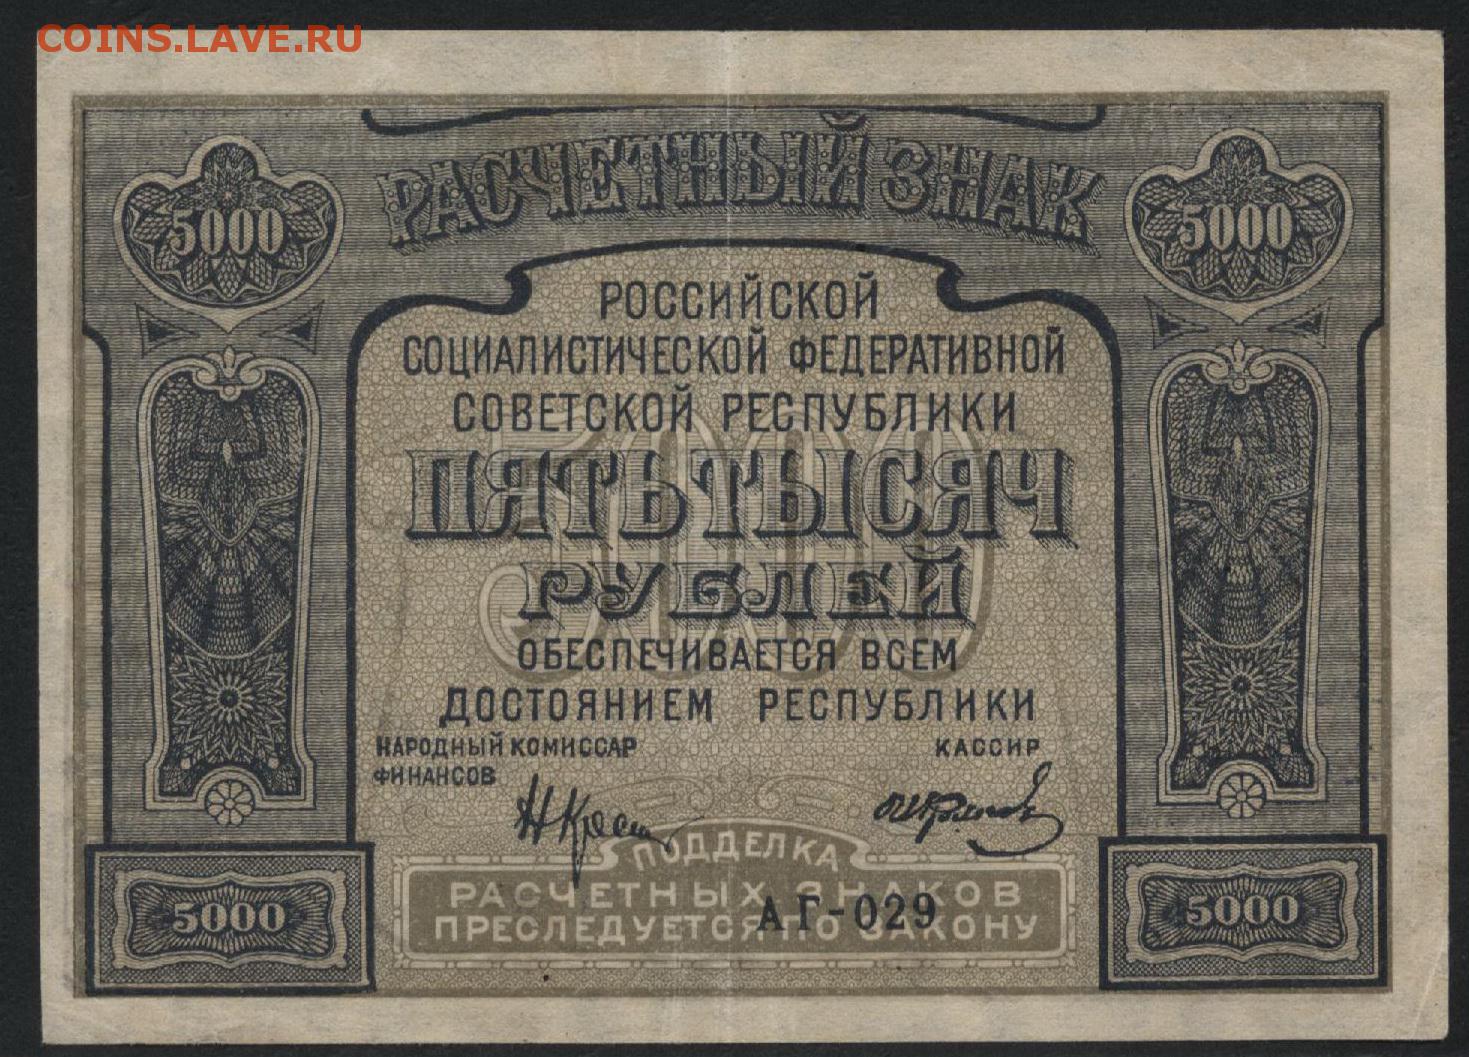 COINS.LAVE.RU
РАСЧЕТНЫЙ ЗНАК
5000
5000
РОССИЙСКОЙ
СОЦИАЛИСТИЧЕСКОЙ ФЕДЕРАТИВНОЙ
СОВЕТСКОЙ РЕСПУБЛИКИ
5000
ПЯТЬ ТЫСЯЧ
РУБЛЕЙ
ОБЕСПЕЧИВАЕТСЯ ВСЕМ
ДОСТОЯНИЕМ РЕСПУБЛИКИ
НАРОДНЫЙ КОМИССАР
ФИНАНСОВ
КАССИР
ПОДДЕЛКА
РАСЧЕТНЫХ ЗНАКОВ
ПРЕСЛЕДУЕТСЯ ПО ЗАКОНУ
АГ-029
5000
5000